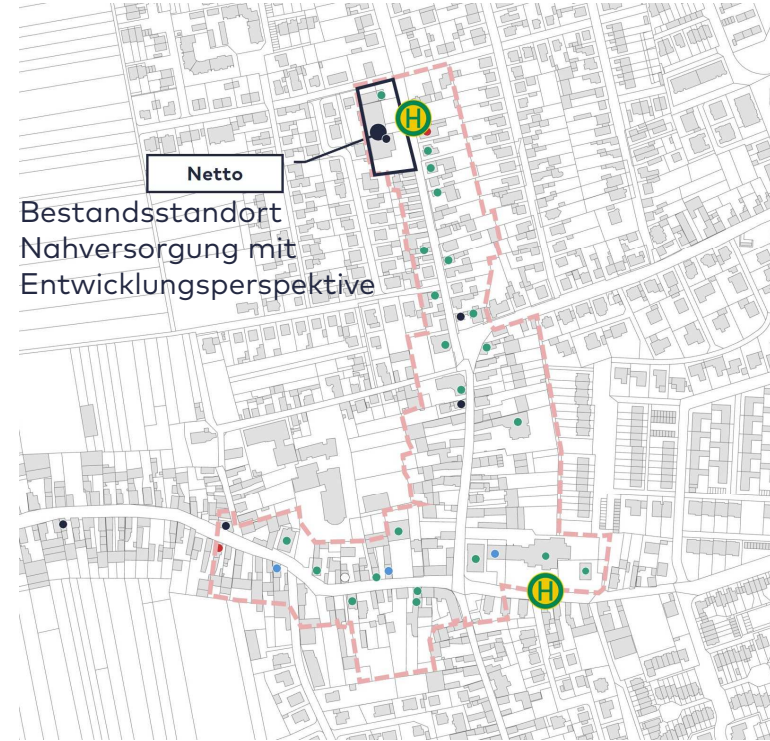 H
Netto
Bestandsstandort
Nahversorgung mit
Entwicklungsperspektive
H